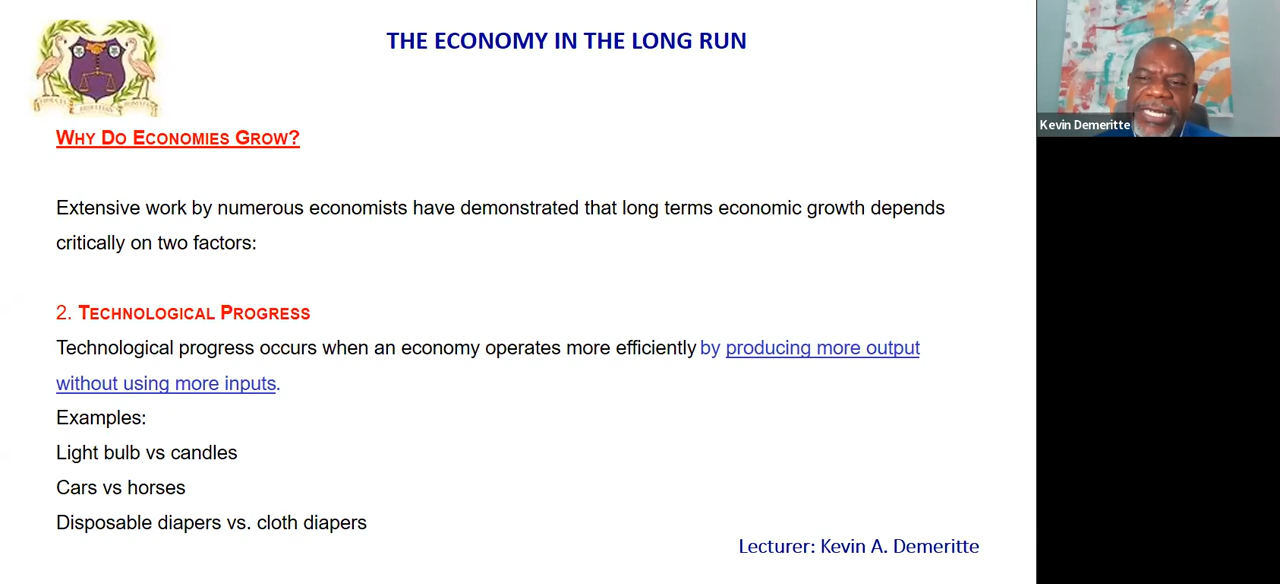 THE ECONOMY IN THE LONG RUN
WHY DO ECONOMIES GROW?
Extensive work by numerous economists have demonstrated that long terms economic growth depends
critically on two factors:
2. TECHNOLOGICAL PROGRESS
Technological progress occurs when an economy operates more efficiently by producing more output
without using more inputs.
Examples:
Light bulb vs candles
Cars vs horses
Disposable diapers vs. cloth diapers
Lecturer: Kevin A. Demeritte
Kevin Demeritte